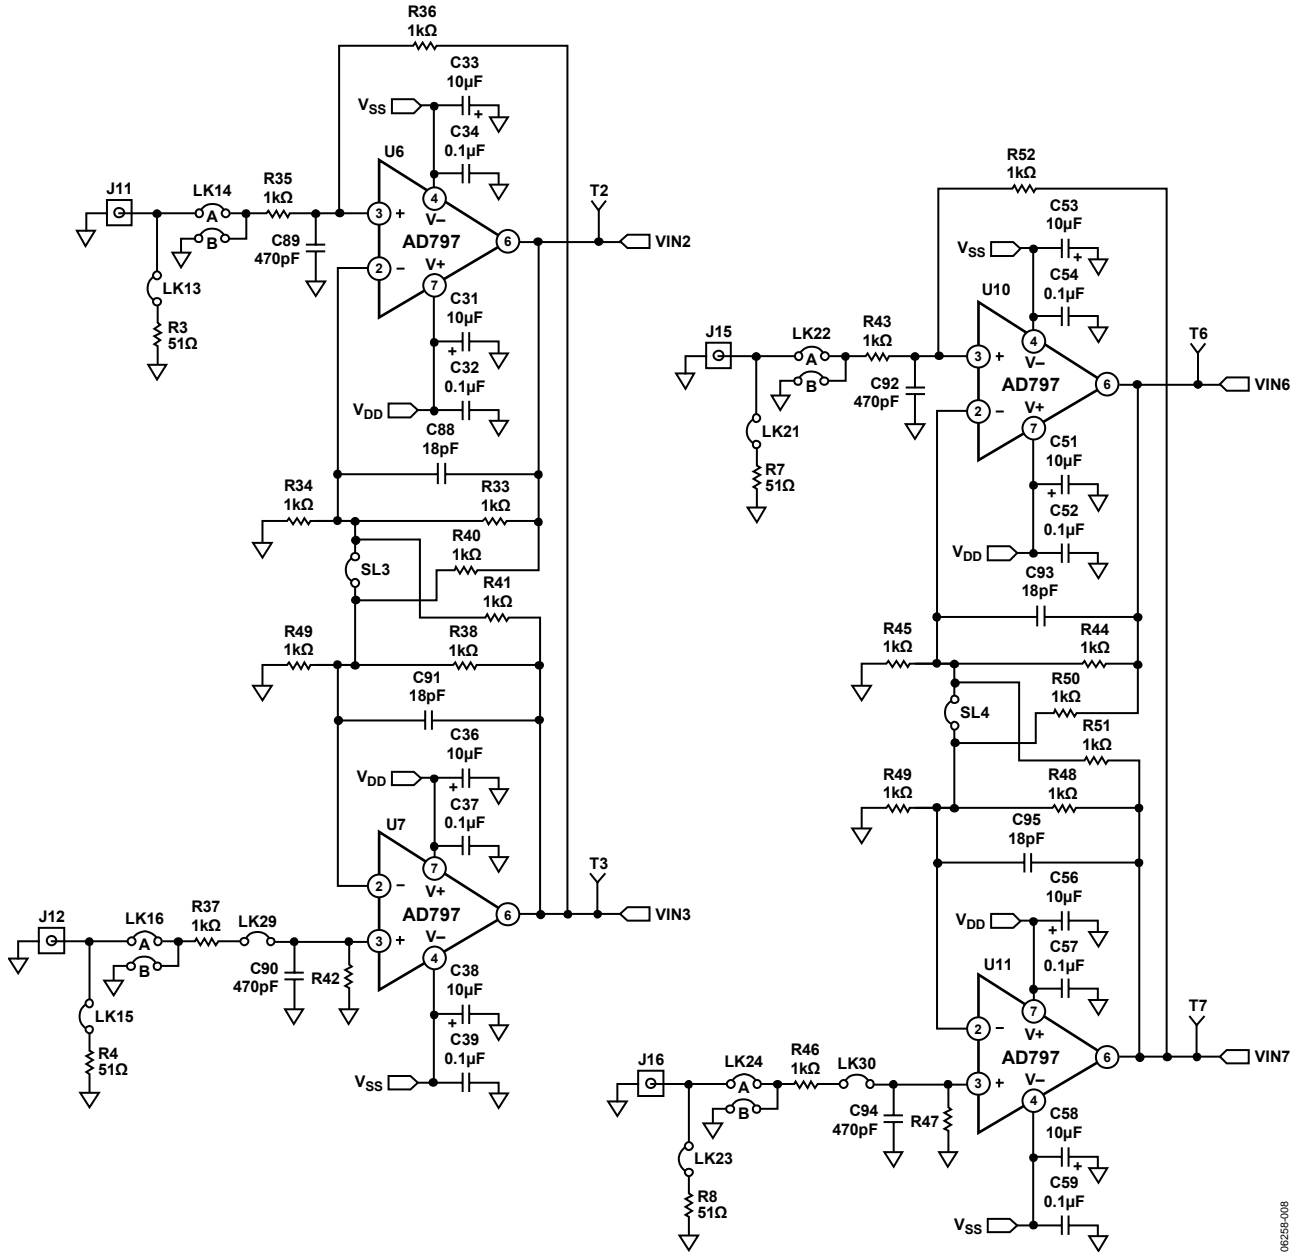 R36
1kΩ
C33
10µF
VSS
+
C34
0.1µF
U6
J11
LK14
A
B
R35
1kΩ
C89
470pF
LK13
R3
51Ω
3 +
4
V–
AD797
2 –
V+
7
6
T2
VIN2
C31
10µF
+
C32
0.1µF
VDD
C88
18pF
R34
1kΩ
R33
1kΩ
R40
1kΩ
SL3
R41
1kΩ
R49
1kΩ
R38
1kΩ
C91
18pF
C36
10µF
VDD
+
C37
0.1µF
U7
7
V+
2 –
AD797
3 +
V–
4
6
T3
VIN3
J12
LK16
A
B
R37
1kΩ
LK29
C90
470pF
R42
LK15
R4
51Ω
C38
10µF
+
C39
0.1µF
VSS
R52
1kΩ
C53
10µF
VSS
+
C54
0.1µF
U10
J15
LK22
A
B
R43
1kΩ
C92
470pF
LK21
R7
51Ω
3 +
4
V–
AD797
2 –
V+
7
6
T6
VIN6
C51
10µF
+
C52
0.1µF
VDD
C93
18pF
R45
1kΩ
R44
1kΩ
R50
1kΩ
SL4
R51
1kΩ
R49
1kΩ
R48
1kΩ
C95
18pF
C56
10µF
VDD
+
C57
0.1µF
U11
7
V+
2 –
AD797
3 +
V–
4
6
T7
VIN7
J16
LK24
A
B
R46
1kΩ
LK30
C94
470pF
R47
LK23
R8
51Ω
C58
10µF
+
C59
0.1µF
VSS
06258-008